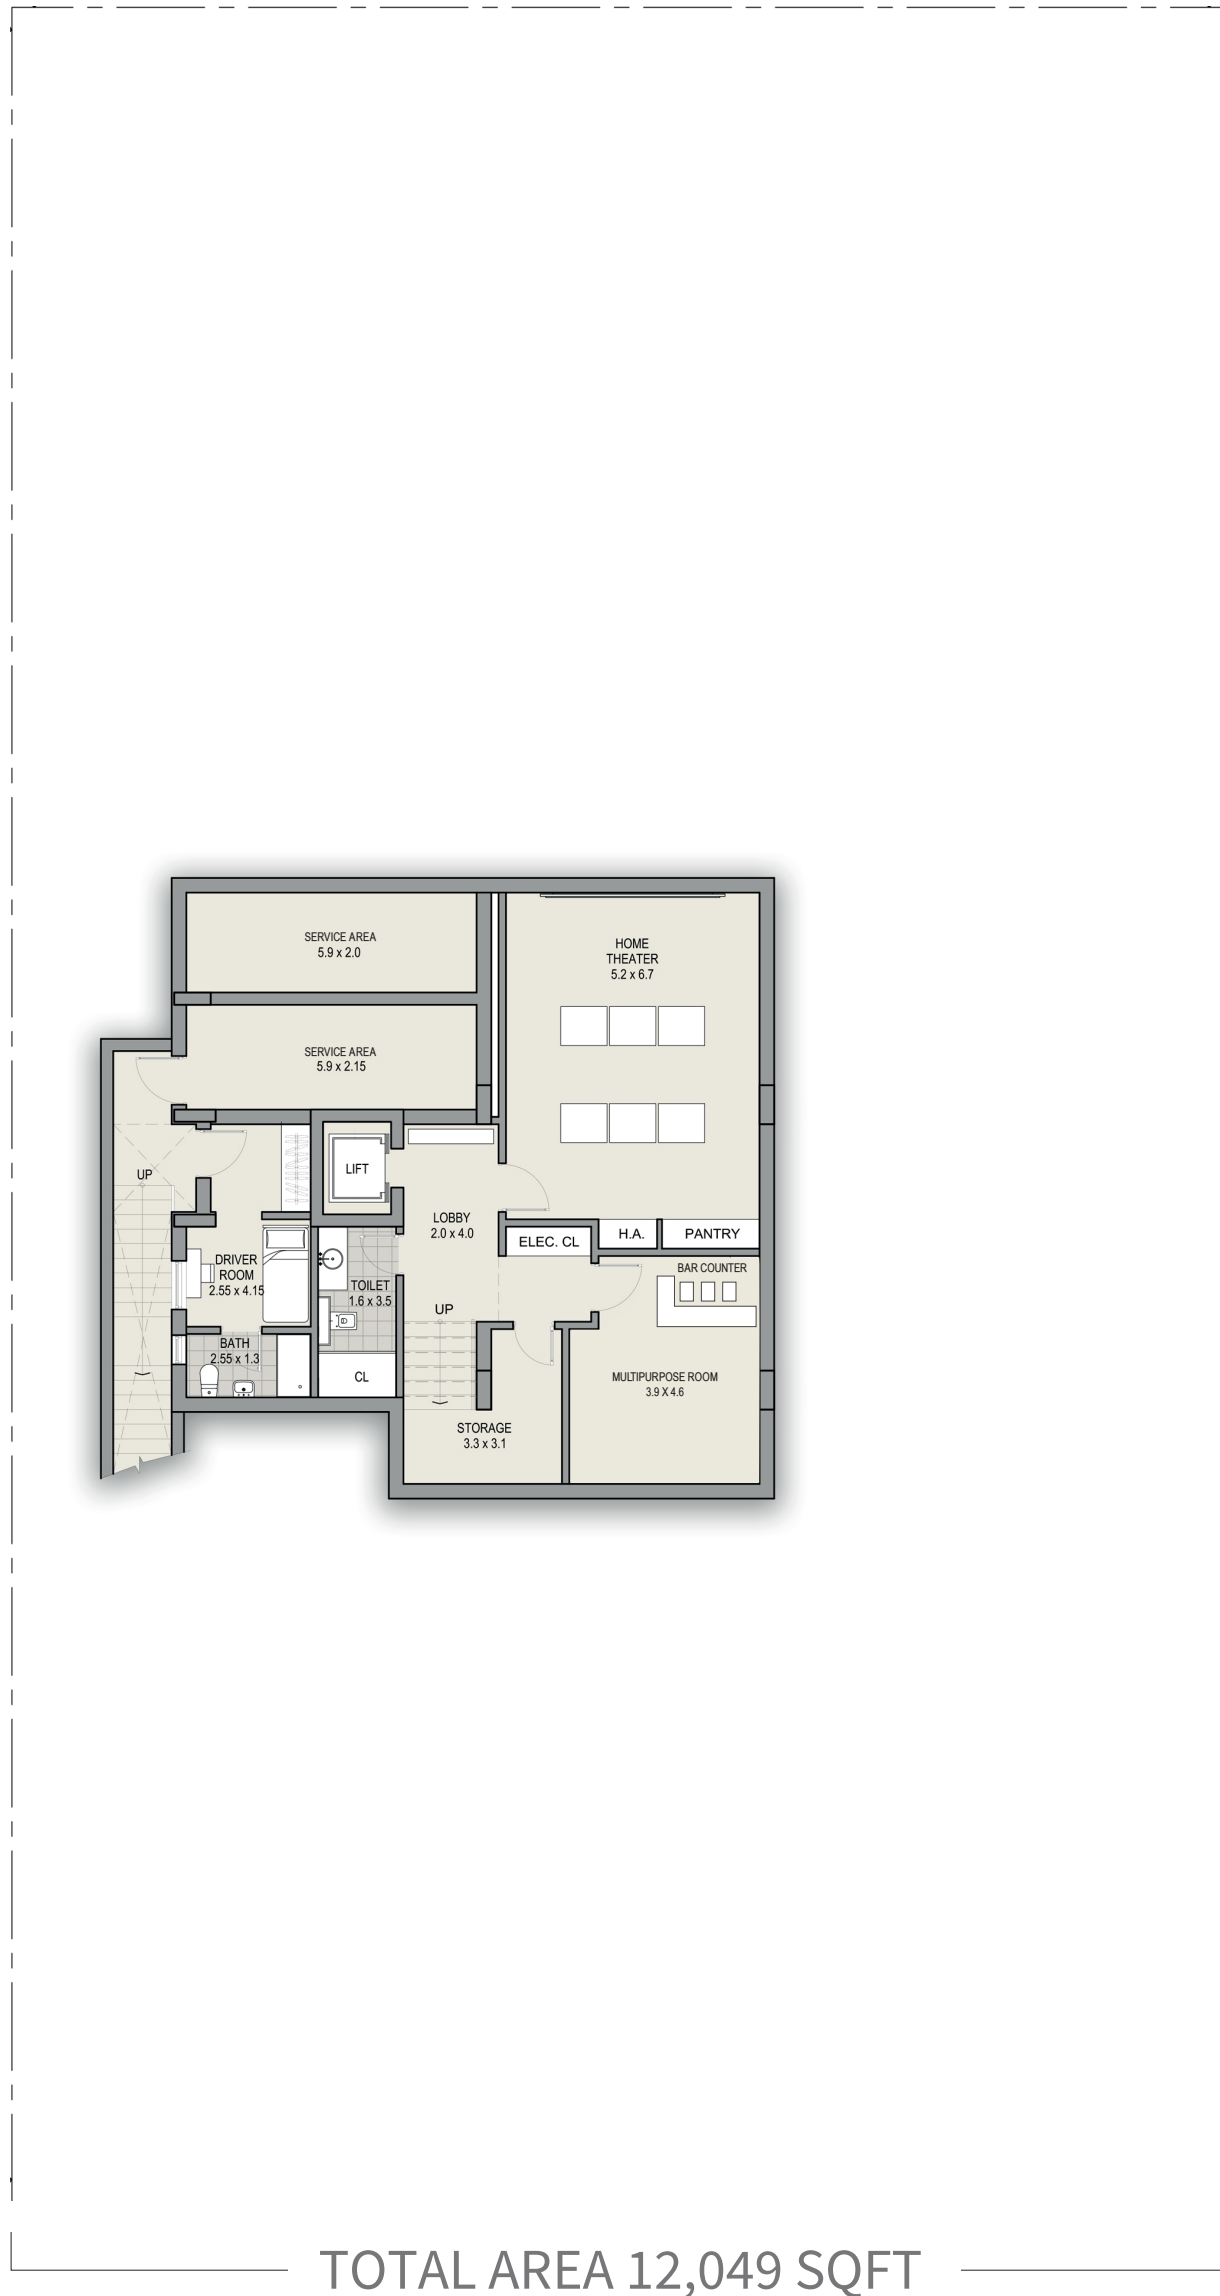 SERVICE AREA
5.9 x 2.0
HOME
THEATER
5.2 x 6.7
SERVICE AREA
5.9 x 2.15
UP
LIFT
LOBBY
2.0 x 4.0
ELEC. CL
H.A.
PANTRY
DRIVER
ROOM
2.55 x 4.15
TOILET
1.6 x 3.5
BAR COUNTER
UP
BATH
2.55 x 1.3
CL
MULTIPURPOSE ROOM
3.9 X 4.6
STORAGE
3.3 x 3.1
TOTAL AREA 12,049 SQFT